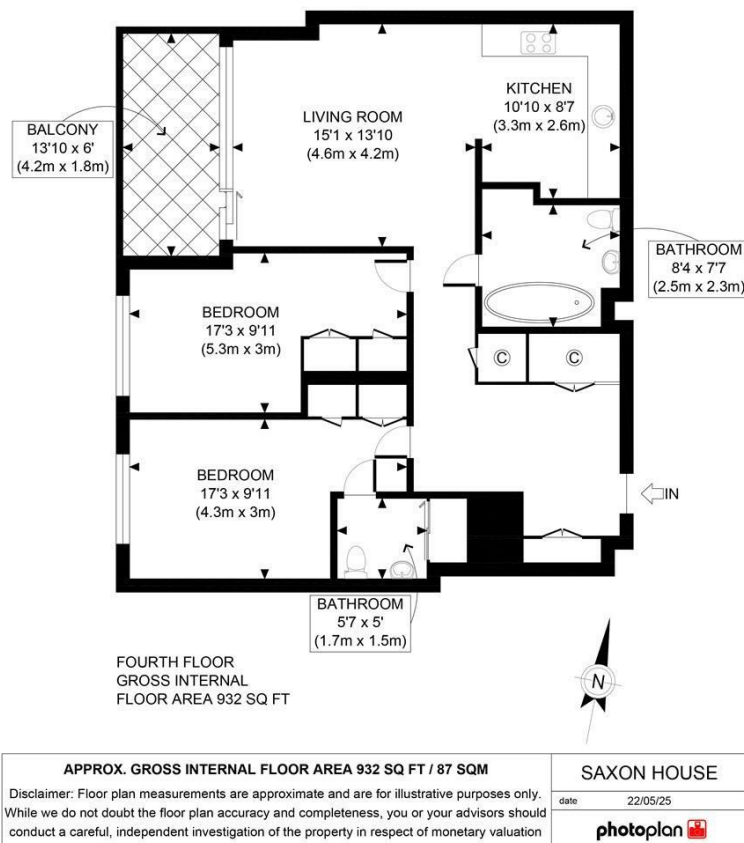 KITCHEN
10'10 x 8'7
(3.3m x 2.6m)
LIVING ROOM
15'1 x 13'10
(4.6m x 4.2m)
BALCONY
13'10 x 6'
(4.2m x 1.8m)
BATHROOM
8'4 x 7'7
(2.5m x 2.3m)
BEDROOM
17'3 x 9'11
(5.3m x 3m)
C
C
BEDROOM
17'3 x 9'11
(4.3m x 3m)
IN
BATHROOM
5'7 x 5'
(1.7m x 1.5m)
FOURTH FLOOR
GROSS INTERNAL
FLOOR AREA 932 SQ FT
N
APPROX. GROSS INTERNAL FLOOR AREA 932 SQ FT / 87 SQM
Disclaimer: Floor plan measurements are approximate and are for illustrative purposes only.
While we do not doubt the floor plan accuracy and completeness, you or your advisors should
conduct a careful, independent investigation of the property in respect of monetary valuation
SAXON HOUSE
date 22/05/25
photoplan